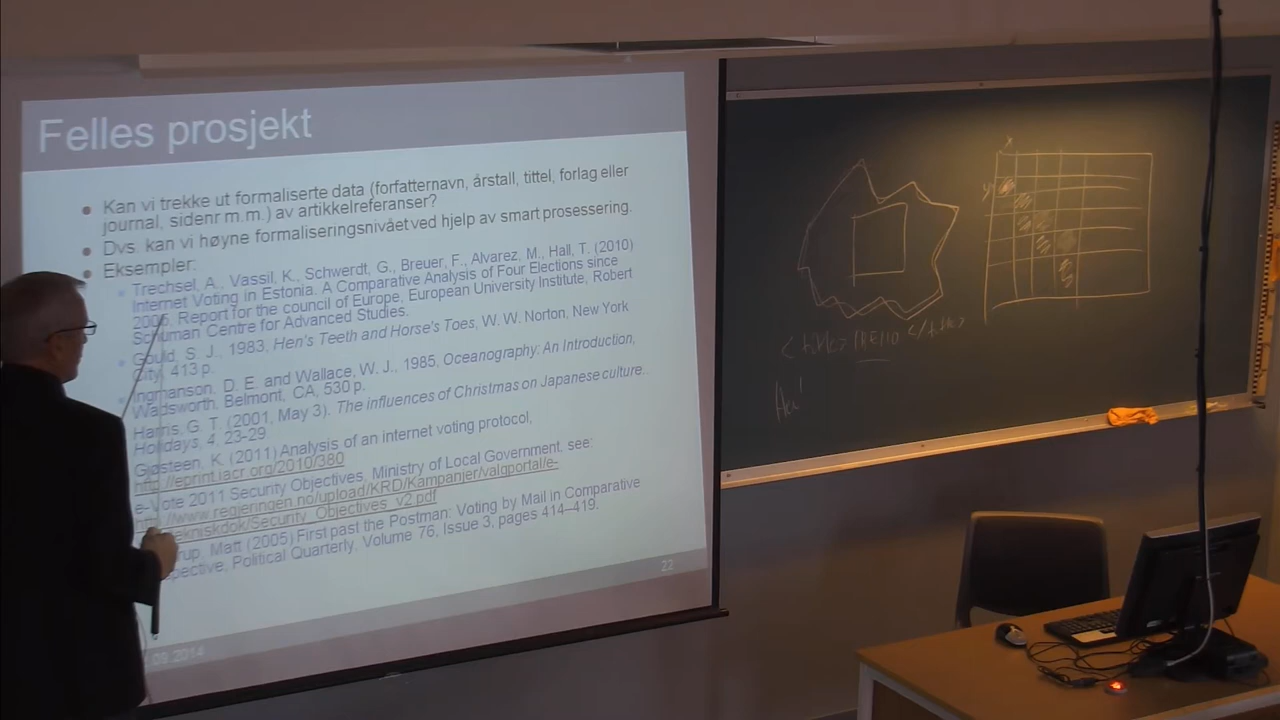 Felles prosjekt
Kan vi trekke ut formaliserte data (forfatternavn, årstall, tittel, forlag eller
journal, sidenr m.m.) av artikkelreferanser?
Dvs. kan vi høyne formaliseringsnivået ved hjelp av smart prosessering.
Eksempler:
Trechsel, A., Vassil, K., Schwerdt, G., Breuer, F., Alvarez, M., Hall, T. (2010)
Internet Voting in Estonia. A Comparative Analysis of Four Elections since
2005. Report for the council of Europe, European University Institute, Robert
Schuman Centre for Advanced Studies.
Gould, S. J., 1983, Hen's Teeth and Horse's Toes, W. W. Norton, New York
City, 413 p.
Ingmanson, D. E. and Wallace, W. J., 1985, Oceanography: An Introduction,
Wadsworth, Belmont, CA, 530 p.
Harris, G. T. (2001, May 3). The influences of Christmas on Japanese culture.
Holidays, 4, 23-29
Gjøsteen, K. (2011) Analysis of an internet voting protocol,
http://eprint.iacr.org/2010/380
e-Vote 2011 Security Objectives, Ministry of Local Government, see:
http://www.regjeringen.no/upload/KRD/Kampanjer/valgportal/e-
ekniskdok/Security_Objectives_v2.pdf
rup, Matt (2005) First past the Postman: Voting by Mail in Comparative
spective, Political Quarterly. Volume 76, Issue 3, pages 414–419.
22
.09.2014
x
y